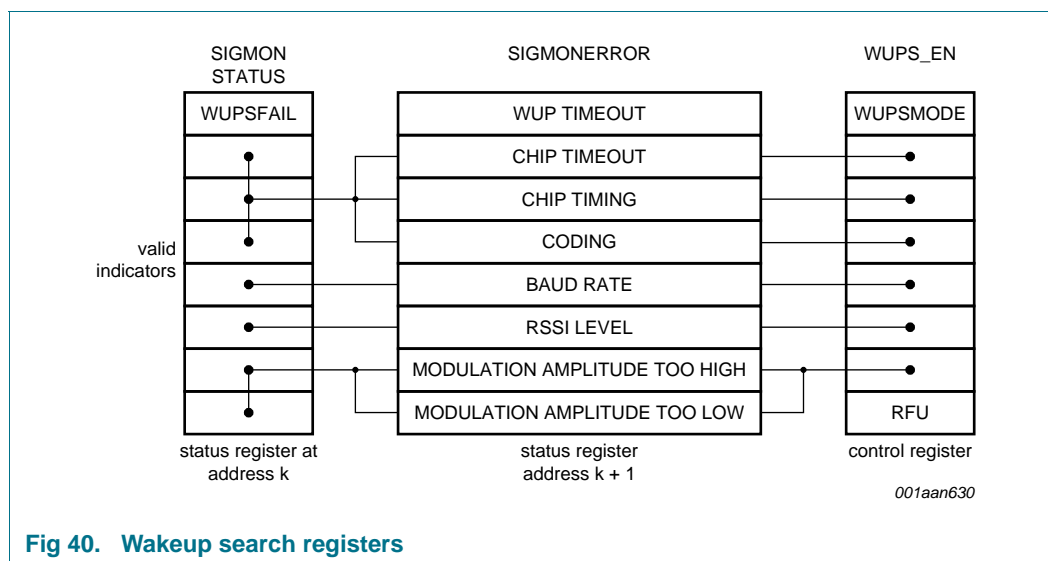 SIGMON
STATUS
SIGMONERROR
WUPS_EN
WUPSFAIL
WUP TIMEOUT
WUPSMODE
CHIP TIMEOUT
CHIP TIMING
CODING
valid
indicators
BAUD RATE
RSSI LEVEL
MODULATION AMPLITUDE TOO HIGH
MODULATION AMPLITUDE TOO LOW
RFU
status register at
address k
status register
address k + 1
control register
001aan630
Fig 40. Wakeup search registers